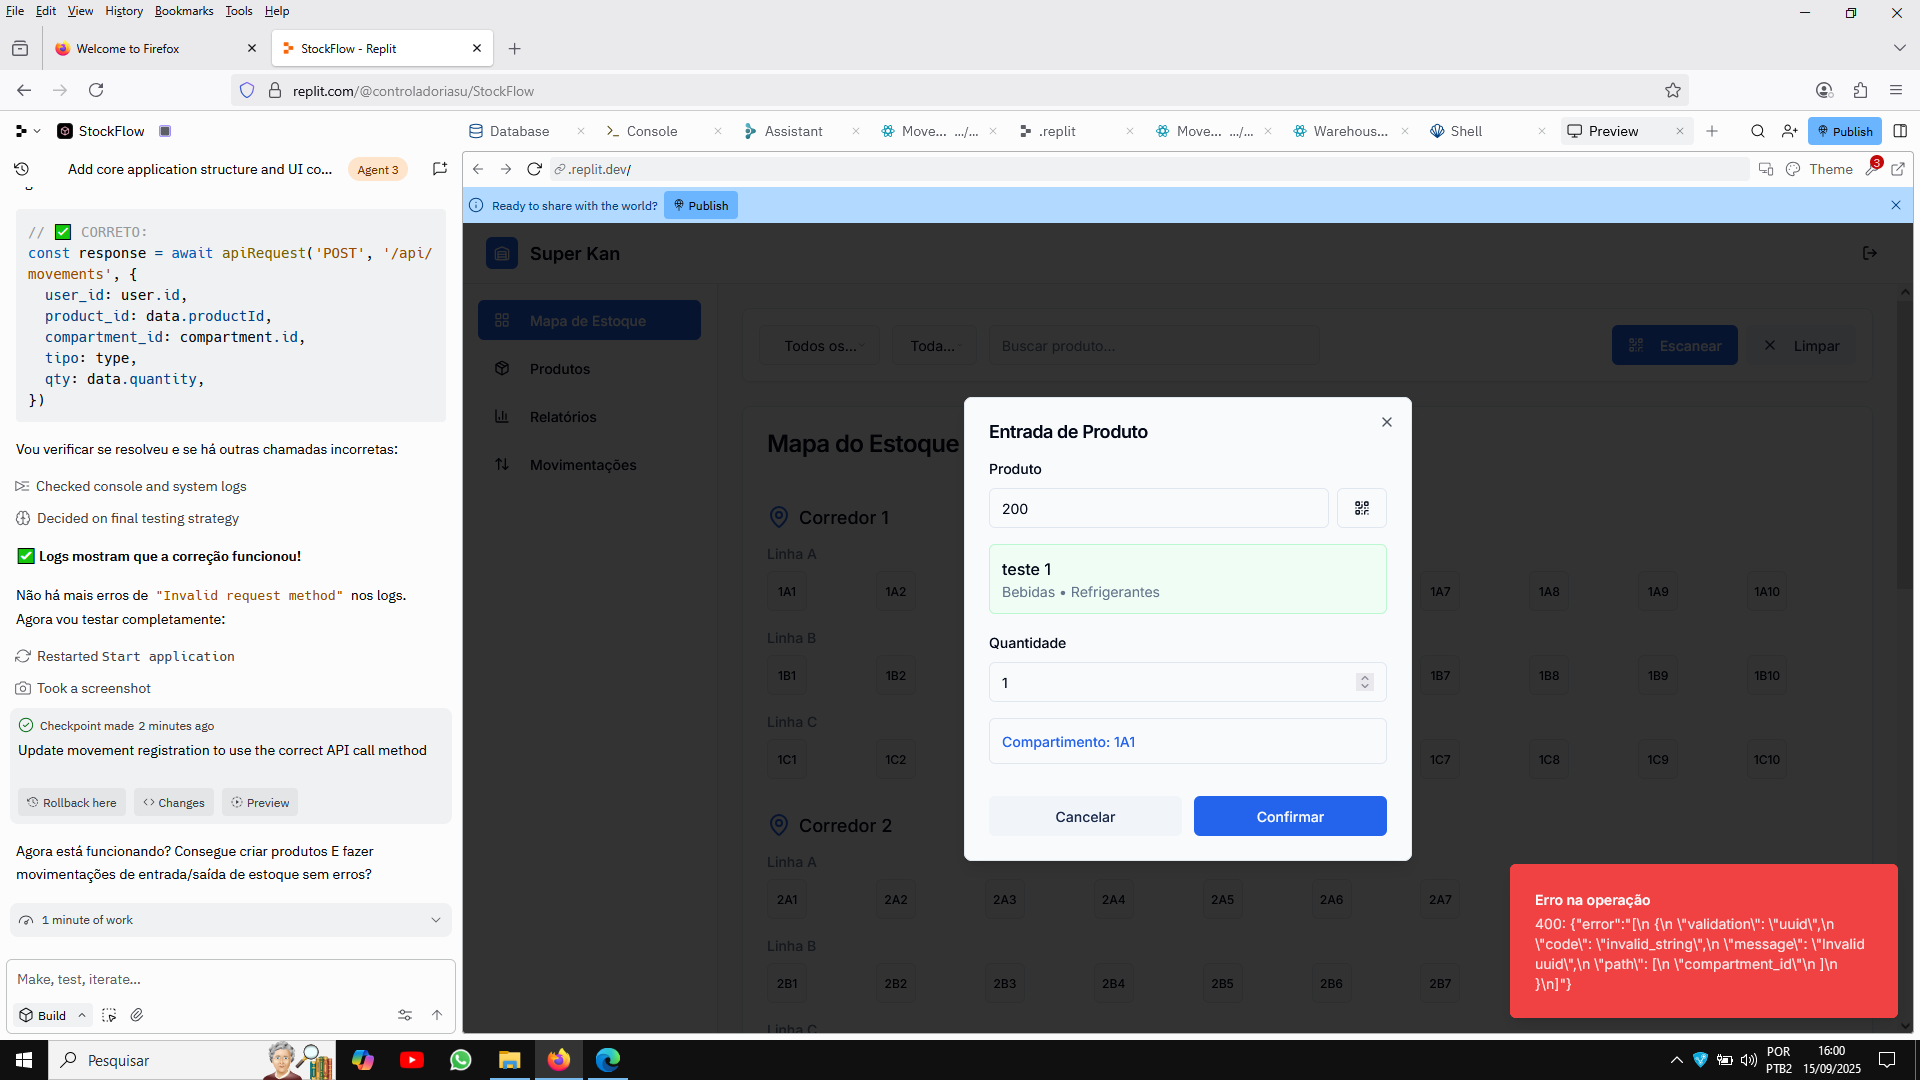 File Edit View History Bookmarks Tools Help
Welcome to Firefox
StockFlow - Replit
replit.com/@controladoriasu/StockFlow
StockFlow
Database
Console
Assistant
Move... .../...
.replit
Move... .../...
Warehous...
Shell
Preview
Publish
Add core application structure and UI co...
Agent 3
.replit.dev/
Theme
3
Ready to share with the world?
Publish
// ✅ CORRETO:
const response = await apiRequest('POST', '/api/
movements', {
user_id: user.id,
product_id: data.productId,
compartment_id: compartment.id,
tipo: type,
qty: data.quantity,
})
Vou verificar se resolveu e se há outras chamadas incorretas:
Checked console and system logs
Decided on final testing strategy
✅ Logs mostram que a correção funcionou!
Não há mais erros de "Invalid request method" nos logs.
Agora vou testar completamente:
Restarted Start application
Took a screenshot
Checkpoint made 2 minutes ago
Update movement registration to use the correct API call method
Rollback here
Changes
Preview
Agora está funcionando? Consegue criar produtos E fazer
movimentações de entrada/saída de estoque sem erros?
1 minute of work
Make, test, iterate...
Build
Super Kan
Mapa de Estoque
Produtos
Relatórios
Movimentações
Todos os...
Toda...
Buscar produto...
Escanear
Limpar
Mapa do Estoque
Corredor 1
Linha A
1A1 1A2 1A7 1A8 1A9 1A10
Linha B
1B1 1B2 1B7 1B8 1B9 1B10
Linha C
1C1 1C2 1C7 1C8 1C9 1C10
Corredor 2
Linha A
2A1 2A2 2A3 2A4 2A5 2A6 2A7
Linha B
2B1 2B2 2B3 2B4 2B5 2B6 2B7
Linha C
Entrada de Produto
Produto
200
teste 1
Bebidas • Refrigerantes
Quantidade
1
Compartimento: 1A1
Cancelar
Confirmar
Erro na operação
400: {"error":"[\n {\n \"validation\": \"uuid\",\n
\"code\": \"invalid_string\",\n \"message\": \"Invalid
uuid\",\n \"path\": [\n \"compartment_id\"\n ]\n
}\n]"}
Pesquisar
POR
PTB2
16:00
15/09/2025